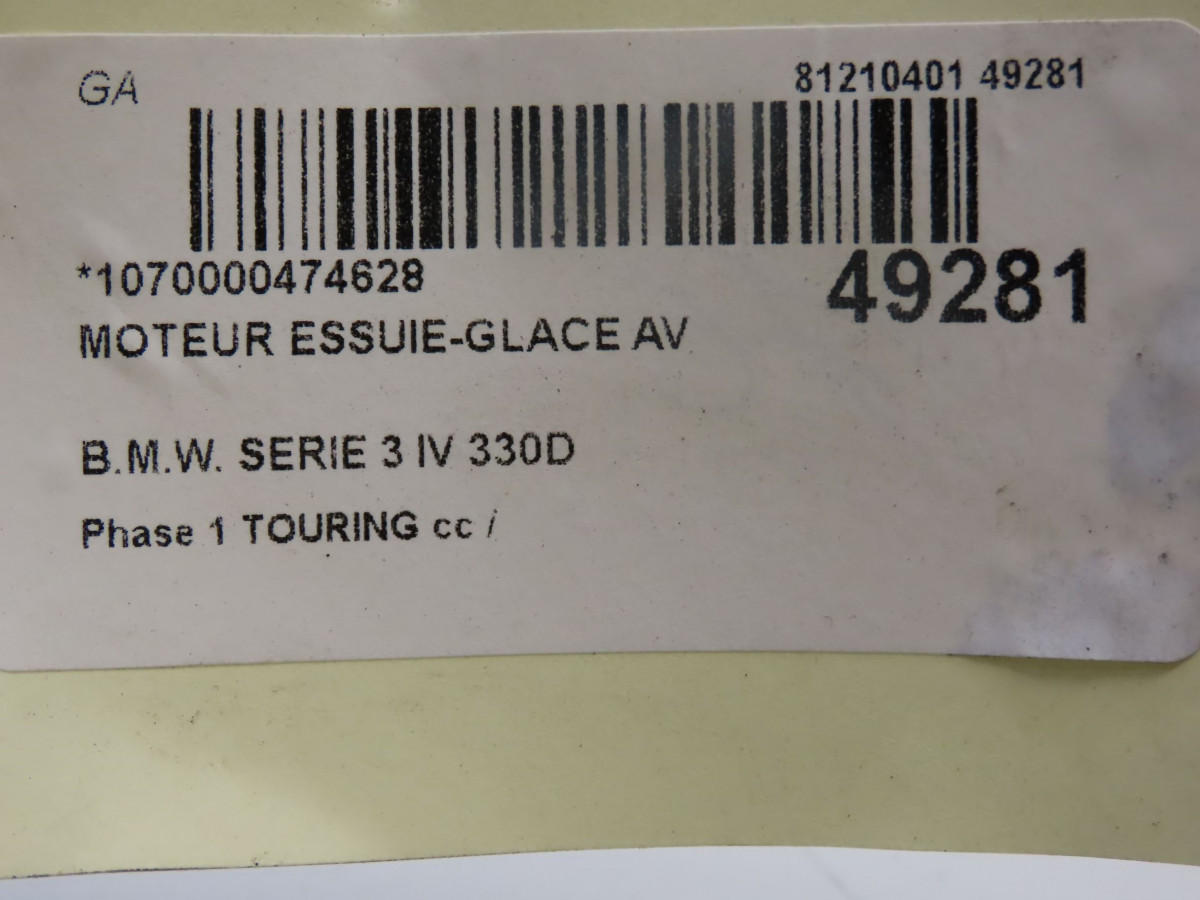 GA 81210401 49281
*1070000474628 49281
MOTEUR ESSUIE-GLACE AV
B.M.W. SERIE 3 IV 330D
Phase 1 TOURING cc /